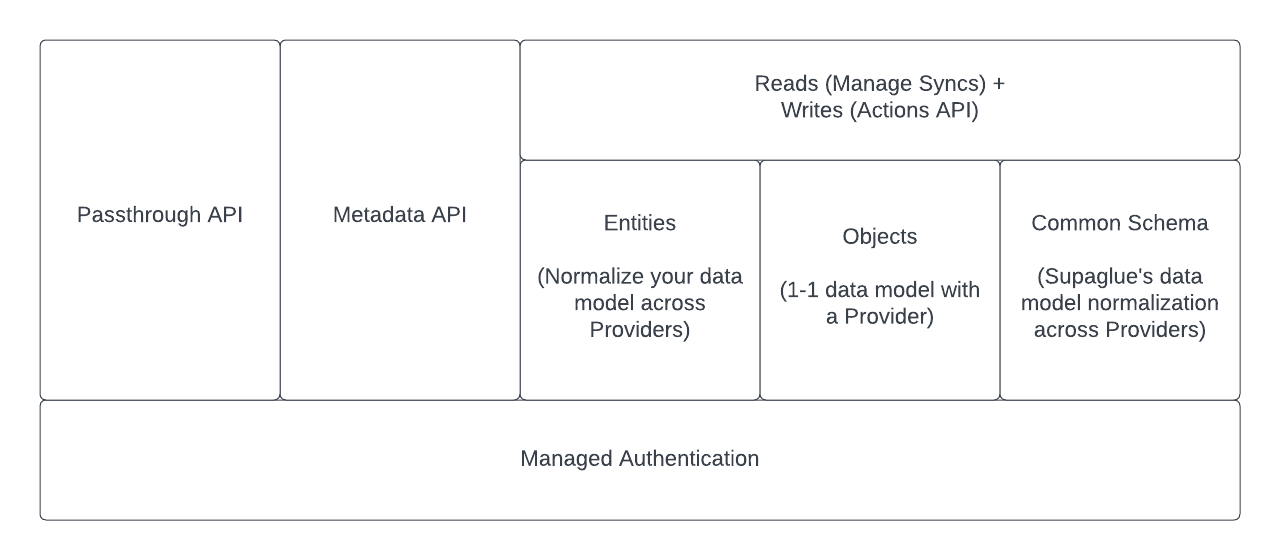 Passthrough API
Metadata API
Reads (Manage Syncs) +
Writes (Actions API)
Entities
(Normalize your data
model across
Providers)
Objects
(1-1 data model with
a Provider)
Common Schema
(Supaglue's data
model normalization
across Providers)
Managed Authentication